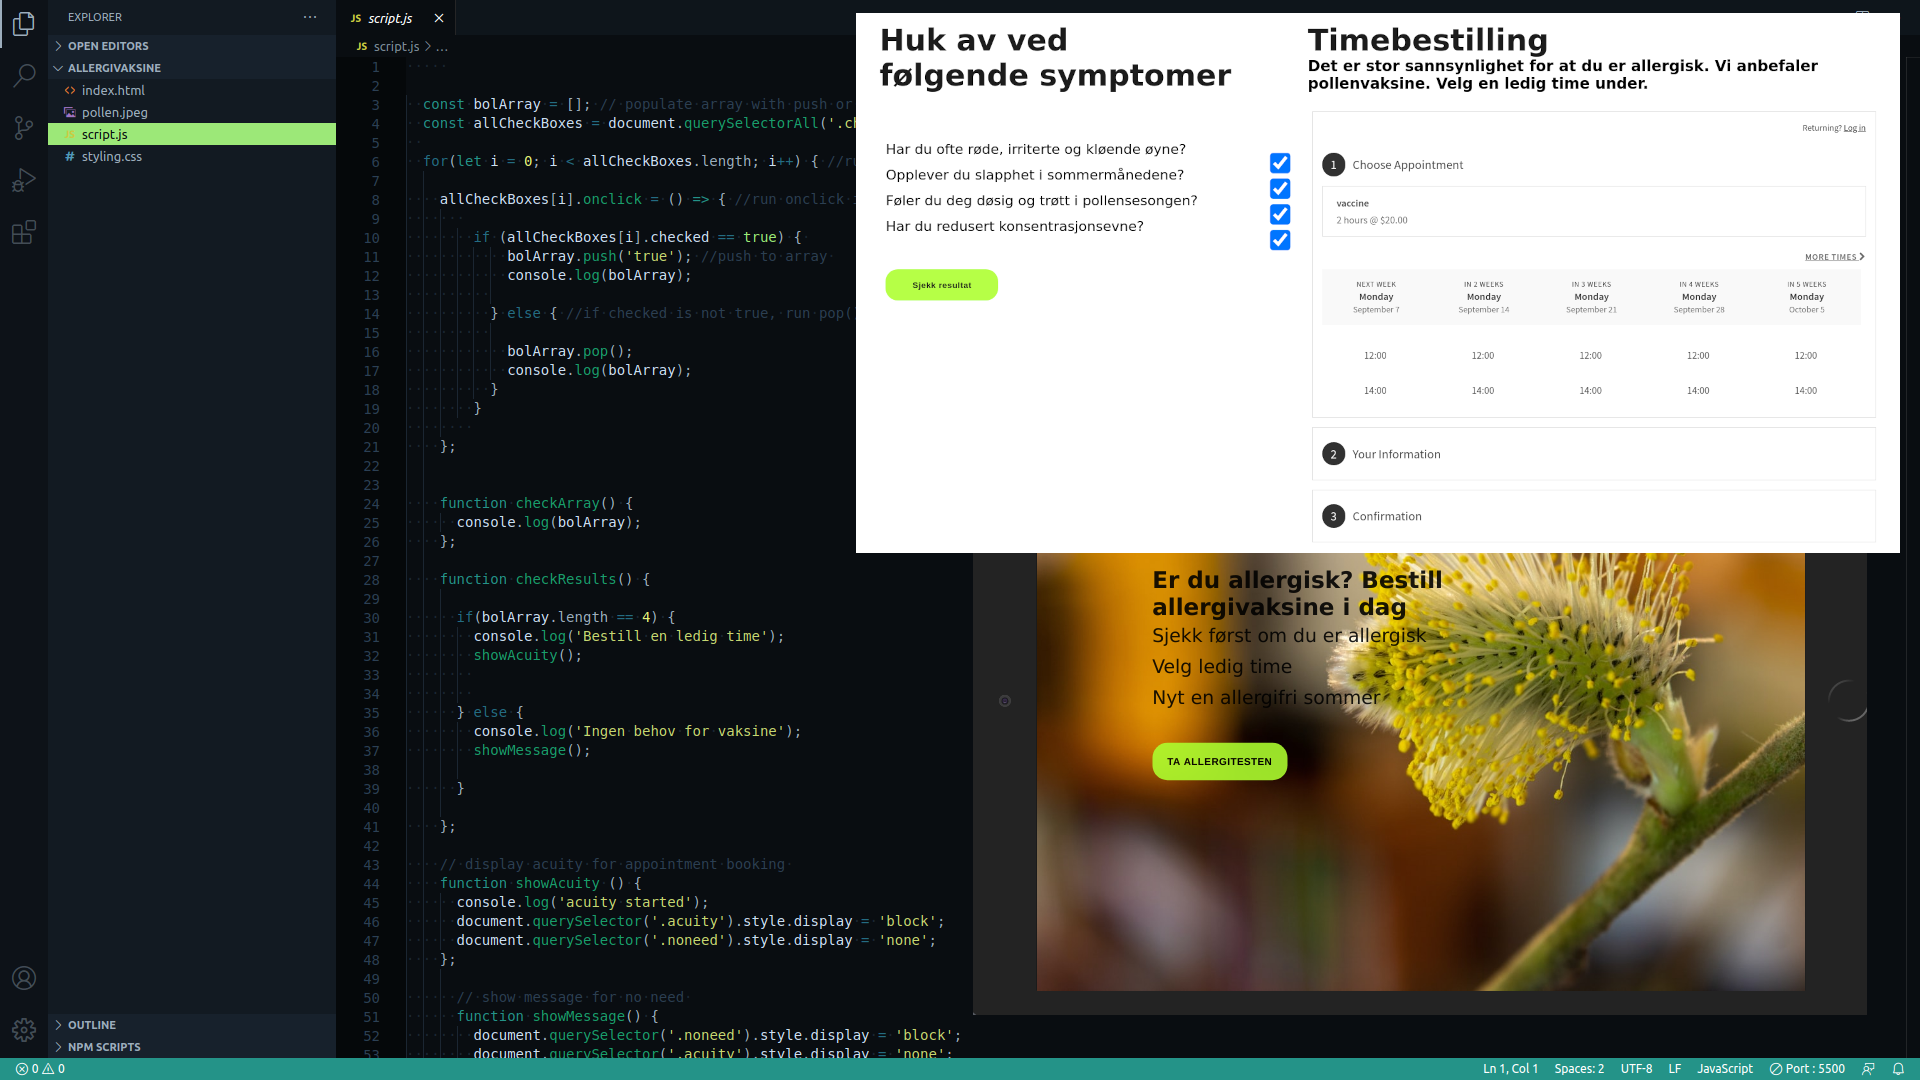 EXPLORER
OPEN EDITORS
ALLERGIVAKSINE
index.html
pollen.jpeg
script.js
styling.css
OUTLINE
NPM SCRIPTS
JS script.js
JS script.js > ...
1
2
3 const bolArray = []; // populate array with push or
4 const allCheckBoxes = document.querySelectorAll('.c
5
6 for(let i = 0; i < allCheckBoxes.length; i++) { //r
7
8 allCheckBoxes[i].onclick = () => { //run onclick
9
10 if (allCheckBoxes[i].checked == true) {
11 bolArray.push('true'); //push to array
12 console.log(bolArray);
13
14 } else { //if checked is not true, run pop(
15
16 bolArray.pop();
17 console.log(bolArray);
18 }
19 }
20
21 };
22
23
24 function checkArray() {
25 console.log(bolArray);
26 };
27
28 function checkResults() {
29
30 if(bolArray.length == 4) {
31 console.log('Bestill en ledig time');
32 showAcuity();
33
34
35 } else {
36 console.log('Ingen behov for vaksine');
37 showMessage();
38
39 }
40
41 };
42
43 // display acuity for appointment booking
44 function showAcuity () {
45 console.log('acuity started');
46 document.querySelector('.acuity').style.display = 'block';
47 document.querySelector('.noneed').style.display = 'none';
48 };
49
50 // show message for no need
51 function showMessage() {
52 document.querySelector('.noneed').style.display = 'block';
53 document.querySelector('.acuity').style.display = 'none';
Huk av ved
følgende symptomer
Har du ofte røde, irriterte og kløende øyne?
Opplever du slapphet i sommermånedene?
Føler du deg døsig og trøtt i pollensesongen?
Har du redusert konsentrasjonsevne?
Sjekk resultat
Timebestilling
Det er stor sannsynlighet for at du er allergisk. Vi anbefaler
pollenvaksine. Velg en ledig time under.
Returning? Log in
1 Choose Appointment
vaccine
2 hours @ $20.00
MORE TIMES
NEXT WEEK IN 2 WEEKS IN 3 WEEKS IN 4 WEEKS IN 5 WEEKS
Monday Monday Monday Monday Monday
September 7 September 14 September 21 September 28 October 5
12:00 12:00 12:00 12:00 12:00
14:00 14:00 14:00 14:00 14:00
2 Your Information
3 Confirmation
Er du allergisk? Bestill
allergivaksine i dag
Sjekk først om du er allergisk
Velg ledig time
Nyt en allergifri sommer
TA ALLERGITESTEN
0 0
Ln 1, Col 1 Spaces: 2 UTF-8 LF JavaScript Port : 5500